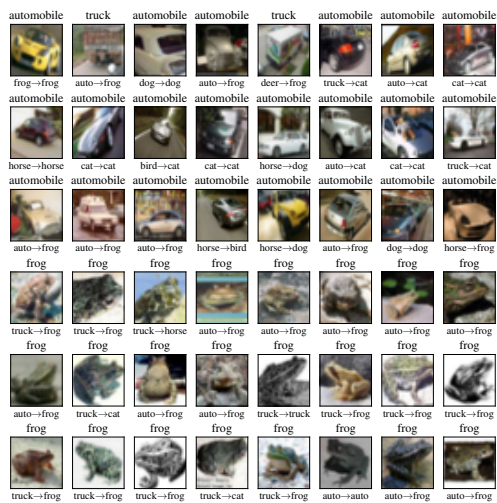 automobile truck automobile automobile truck automobile automobile automobile
frog→frog auto→frog dog→dog auto→frog deer→frog truck→cat auto→cat cat→cat
automobile automobile automobile automobile automobile automobile automobile automobile
horse→horse cat→cat bird→cat cat→cat horse→dog auto→cat cat→cat truck→cat
automobile automobile automobile automobile automobile automobile automobile automobile
auto→frog auto→frog auto→frog horse→bird horse→dog auto→frog dog→dog horse→frog
frog frog frog frog frog frog frog frog
truck→frog truck→frog truck→horse auto→frog auto→frog auto→frog auto→frog auto→frog
frog frog frog frog frog frog frog frog
auto→frog truck→cat auto→frog auto→frog truck→truck truck→frog truck→frog truck→frog
frog frog frog frog frog frog frog frog
truck→frog truck→frog truck→frog truck→cat truck→frog auto→auto auto→frog auto→frog